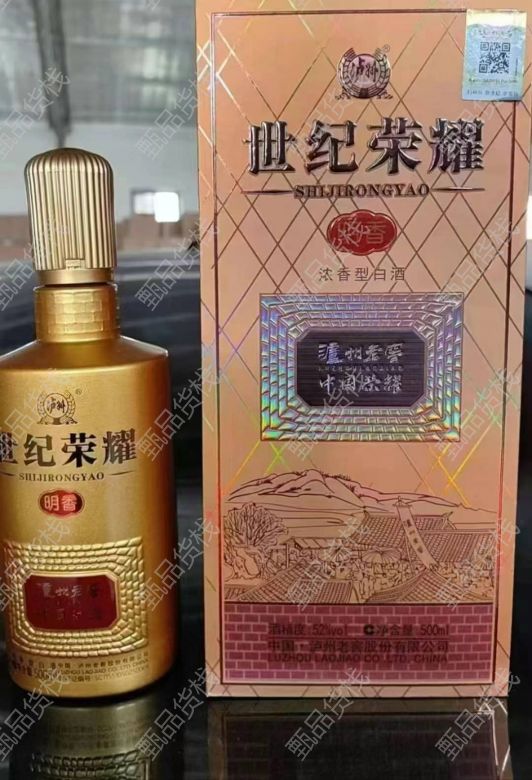 泸州
世纪荣耀
SHIJIRONGYAO
明香
浓香型白酒
泸州老窖
LUZHOULAOJIAO
中国荣耀
酒精度:52%vol 净含量:500ml
中国·泸州老窖股份有限公司
LUZHOU LAOJIAO CO.,LTD. CHINA
泸州
世纪荣耀
SHIJIRONGYAO
明香
泸州老窖
甄品货栈